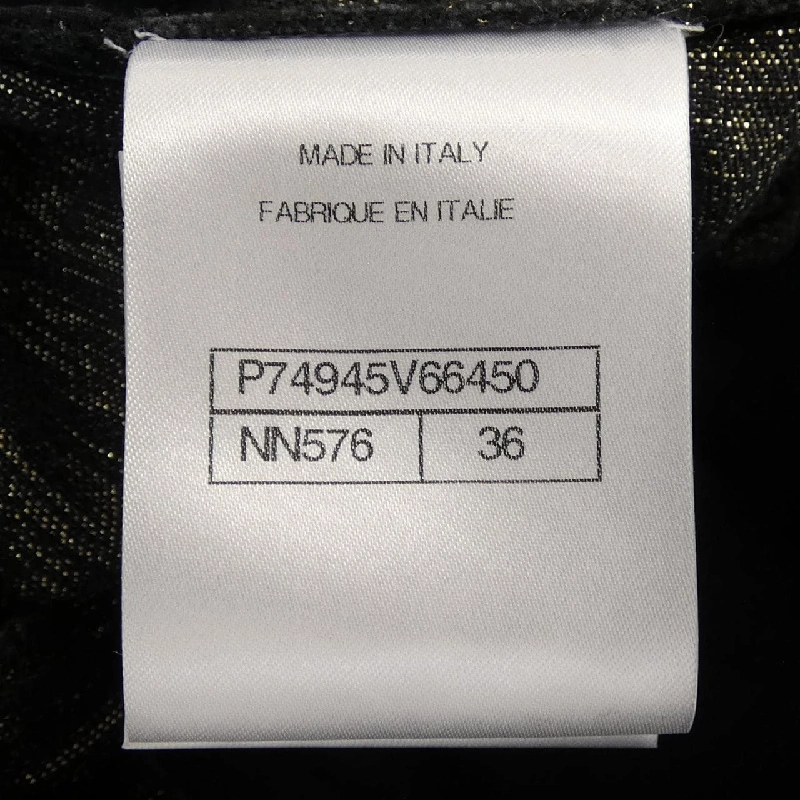 MADE IN ITALY
FABRIQUE EN ITALIE
P74945V66450
NN576 36